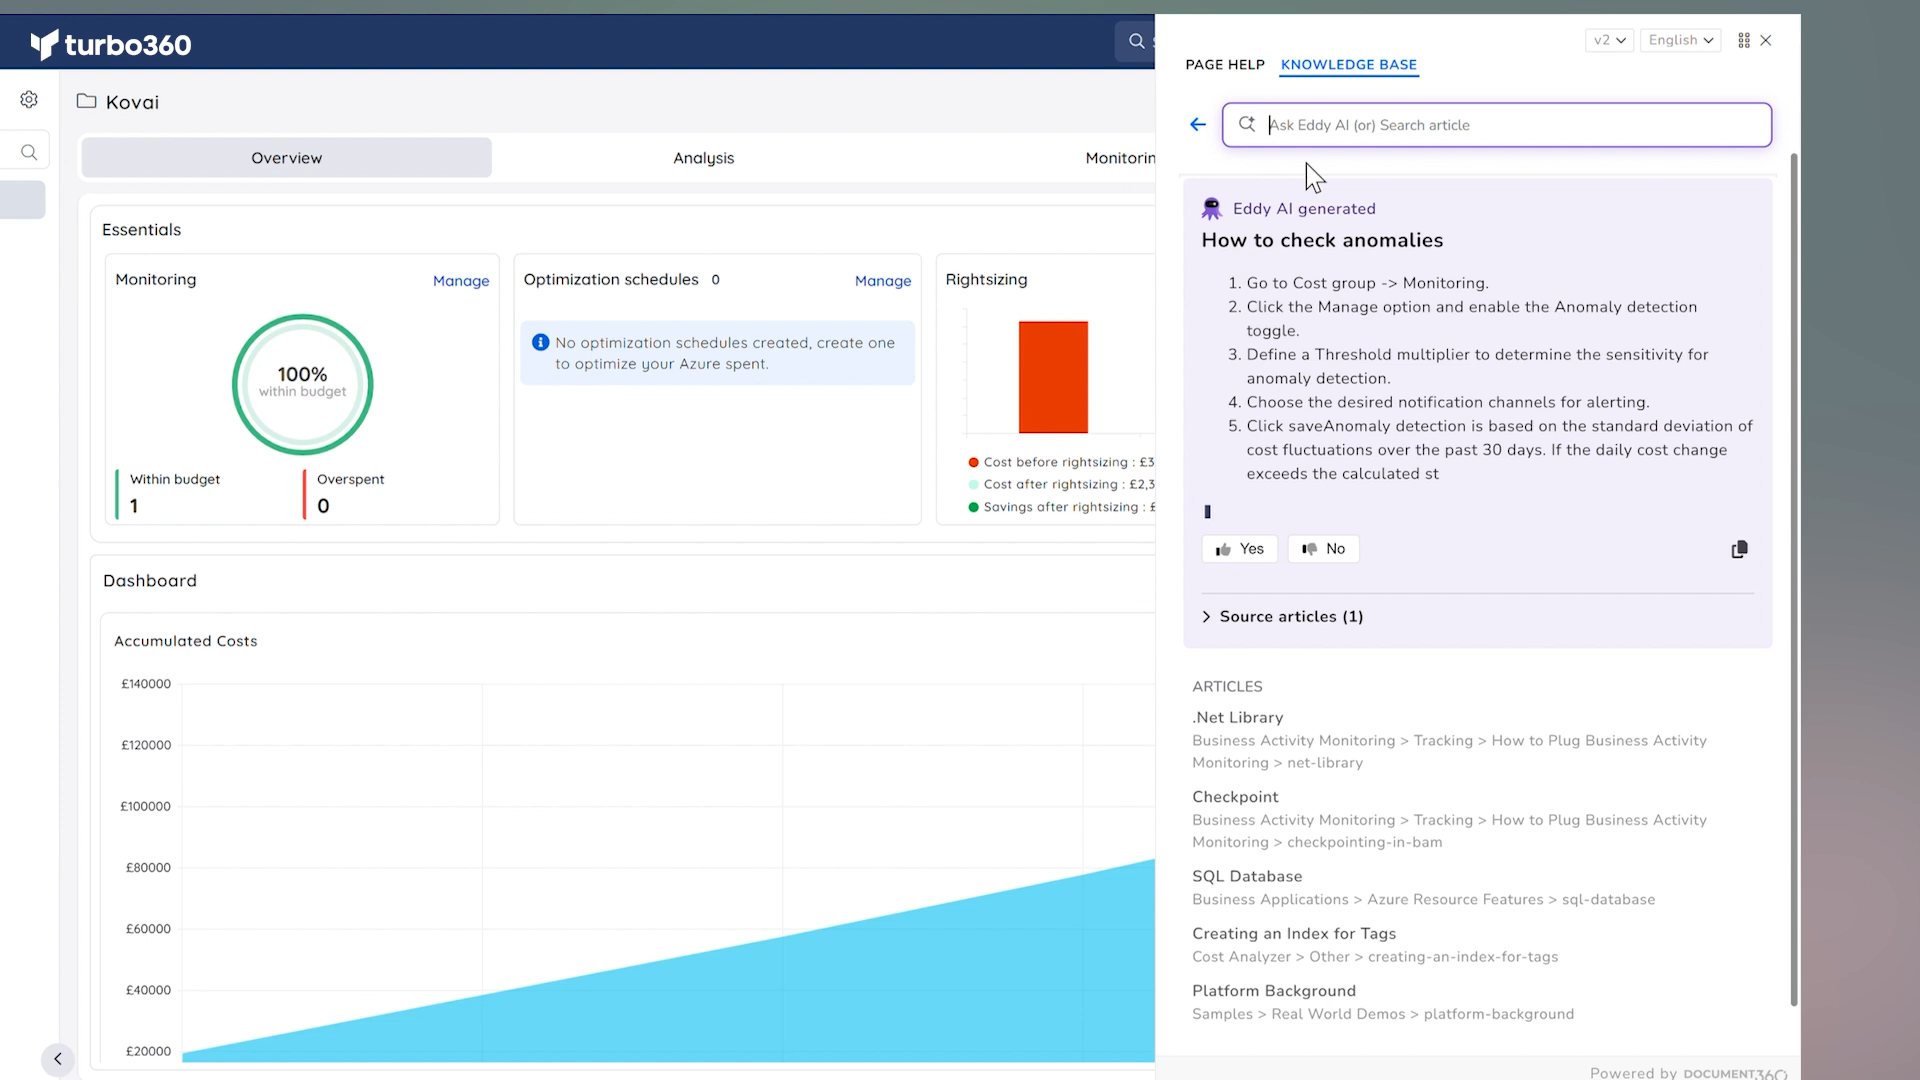 turbo360
Kovai
Overview
Analysis
Monitorin
Essentials
Monitoring
Manage
100%
within budget
Within budget
1
Overspent
0
Optimization schedules 0
Manage
No optimization schedules created, create one
to optimize your Azure spent.
Rightsizing
Cost before rightsizing : £3
Cost after rightsizing : £2,3
Savings after rightsizing : £
Dashboard
Accumulated Costs
£140000
£120000
£100000
£80000
£60000
£40000
£20000
v2
English
PAGE HELP
KNOWLEDGE BASE
Ask Eddy AI (or) Search article
Eddy AI generated
How to check anomalies
1. Go to Cost group -> Monitoring.
2. Click the Manage option and enable the Anomaly detection
toggle.
3. Define a Threshold multiplier to determine the sensitivity for
anomaly detection.
4. Choose the desired notification channels for alerting.
5. Click saveAnomaly detection is based on the standard deviation of
cost fluctuations over the past 30 days. If the daily cost change
exceeds the calculated st
Yes
No
Source articles (1)
ARTICLES
.Net Library
Business Activity Monitoring > Tracking > How to Plug Business Activity
Monitoring > net-library
Checkpoint
Business Activity Monitoring > Tracking > How to Plug Business Activity
Monitoring > checkpointing-in-bam
SQL Database
Business Applications > Azure Resource Features > sql-database
Creating an Index for Tags
Cost Analyzer > Other > creating-an-index-for-tags
Platform Background
Samples > Real World Demos > platform-background
Powered by DOCUMENT360